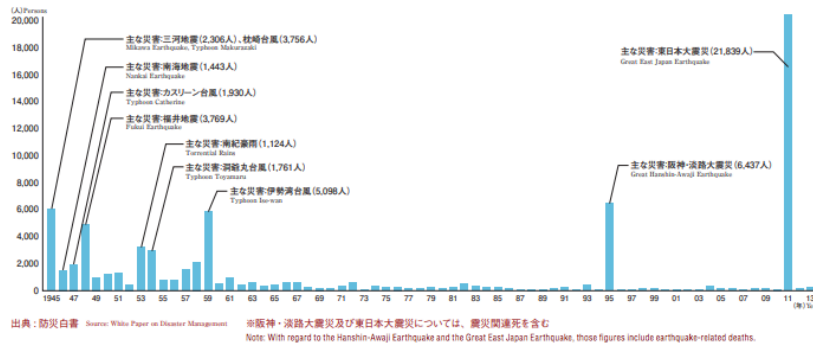 (人)Persons
20,000
18,000
16,000
14,000
12,000
10,000
8,000
6,000
4,000
2,000
0
主な災害:三河地震(2,306人)、枕崎台風(3,756人)
Mikawa Earthquake, Typhoon Makurazaki
主な災害:南海地震(1,443人)
Nankai Earthquake
主な災害:カスリーン台風(1,930人)
Typhoon Catherine
主な災害:福井地震(3,769人)
Fukui Earthquake
主な災害:南紀豪雨(1,124人)
Torrential Rains
主な災害:洞爺丸台風(1,761人)
Typhoon Toyamaru
主な災害:伊勢湾台風(5,098人)
Typhoon Ise-wan
主な災害:東日本大震災(21,839人)
Great East Japan Earthquake
主な災害:阪神・淡路大震災(6,437人)
Great Hanshin-Awaji Earthquake
1945 47 49 51 53 55 57 59 61 63 65 67 69 71 73 75 77 79 81 83 85 87 89 91 93 95 97 99 01 03 05 07 09 11 13
(年)
出典:防災白書 Source: White Paper on Disaster Management
※阪神・淡路大震災及び東日本大震災については、震災関連死を含む
Note: With regard to the Hanshin-Awaji Earthquake and the Great East Japan Earthquake, those figures include earthquake-related deaths.